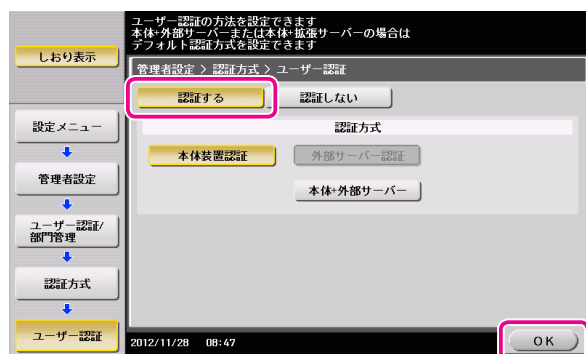 ユーザー認証の方法を設定できます
本体+外部サーバーまたは本体+拡張サーバーの場合は
デフォルト認証方式を設定できます
しおり表示
管理者設定 > 認証方式 > ユーザー認証
認証する
認証しない
設定メニュー
認証方式
本体装置認証
外部サーバー認証
管理者設定
本体+外部サーバー
ユーザー認証/
部門管理
認証方式
ユーザー認証
2012/11/28 08:47
OK